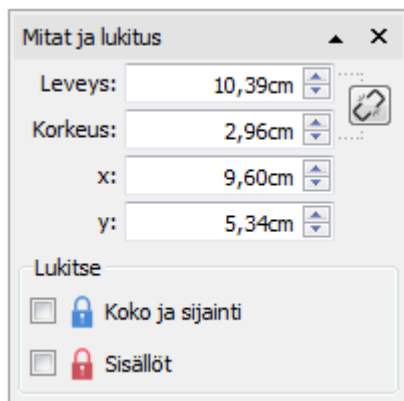 Mitat ja lukitus
Leveys: 10,39cm
Korkeus: 2,96cm
x: 9,60cm
y: 5,34cm
Lukitse
Koko ja sijainti
Sisällöt